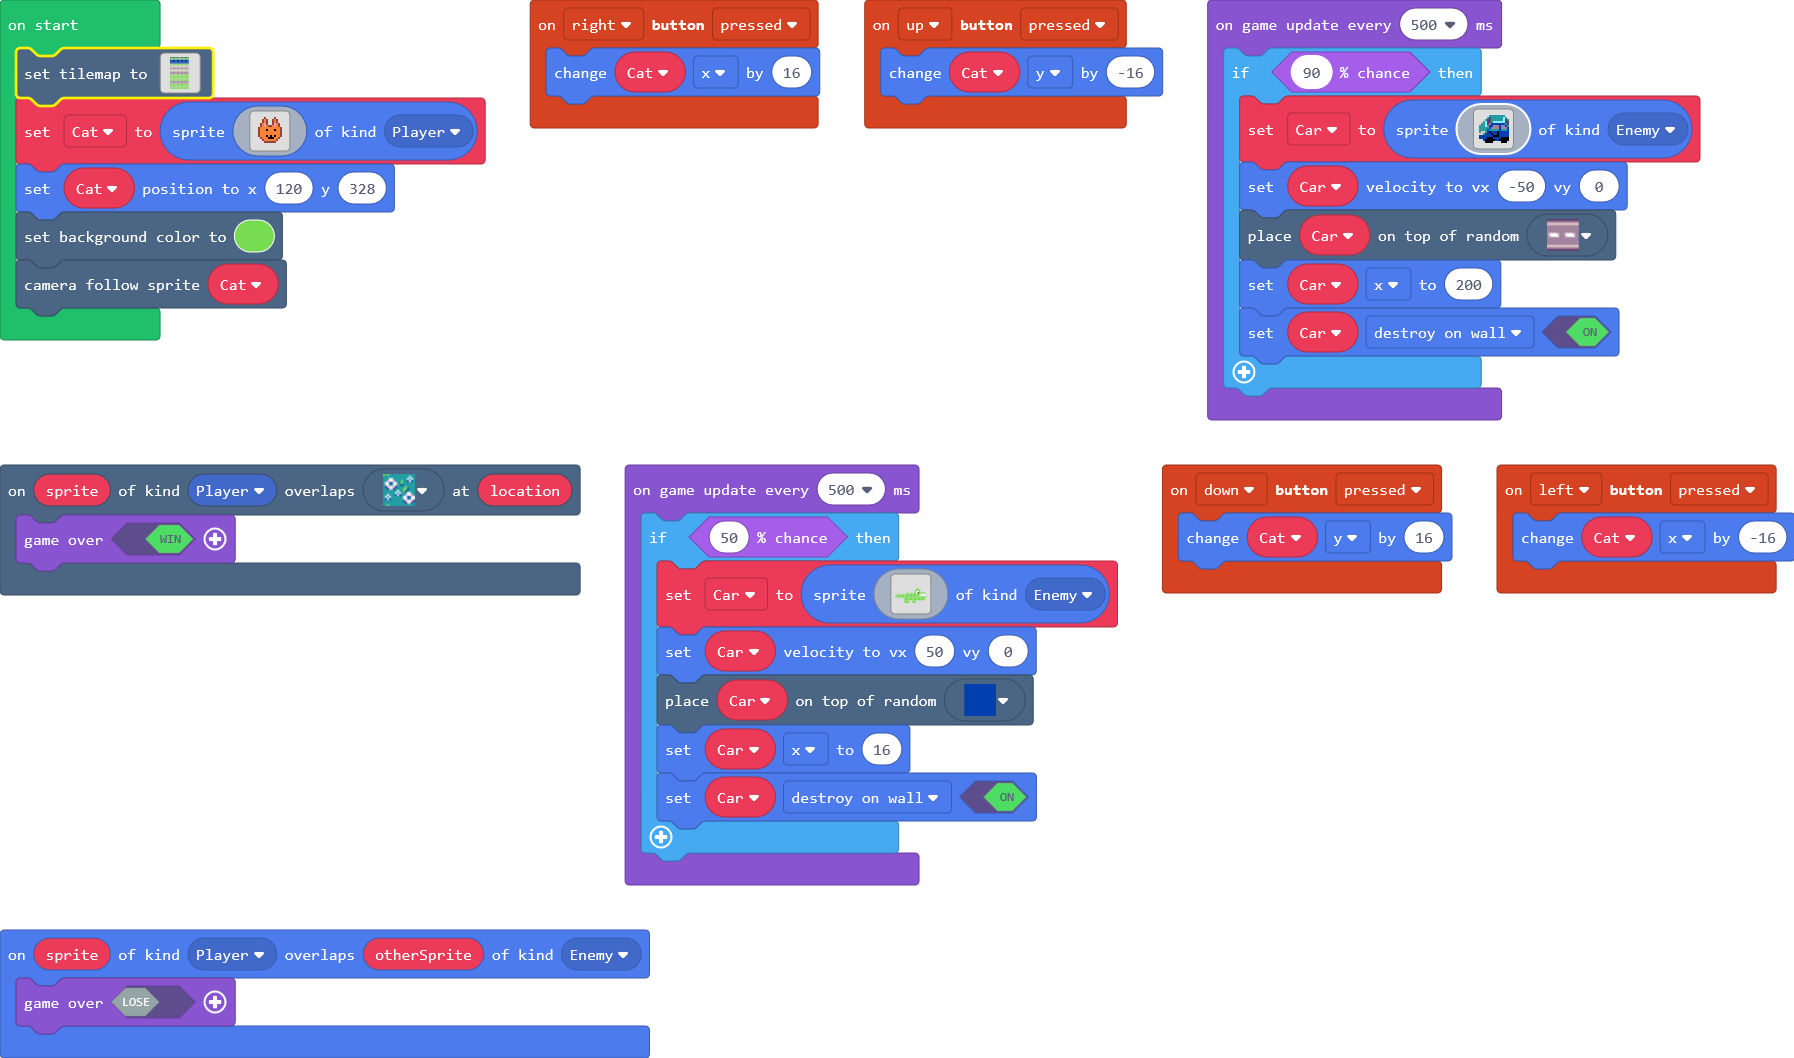 on start
set tilemap to
set Cat to sprite of kind Player
set Cat position to x 120 y 328
set background color to
camera follow sprite Cat
on right button pressed
change Cat x by 16
on up button pressed
change Cat y by -16
on game update every 500 ms
if 90 % chance then
set Car to sprite of kind Enemy
set Car velocity to vx -50 vy 0
place Car on top of random
set Car x to 200
set Car destroy on wall ON
on sprite of kind Player overlaps at location
game over WIN
on game update every 500 ms
if 50 % chance then
set Car to sprite of kind Enemy
set Car velocity to vx 50 vy 0
place Car on top of random
set Car x to 16
set Car destroy on wall ON
on down button pressed
change Cat y by 16
on left button pressed
change Cat x by -16
on sprite of kind Player overlaps otherSprite of kind Enemy
game over LOSE